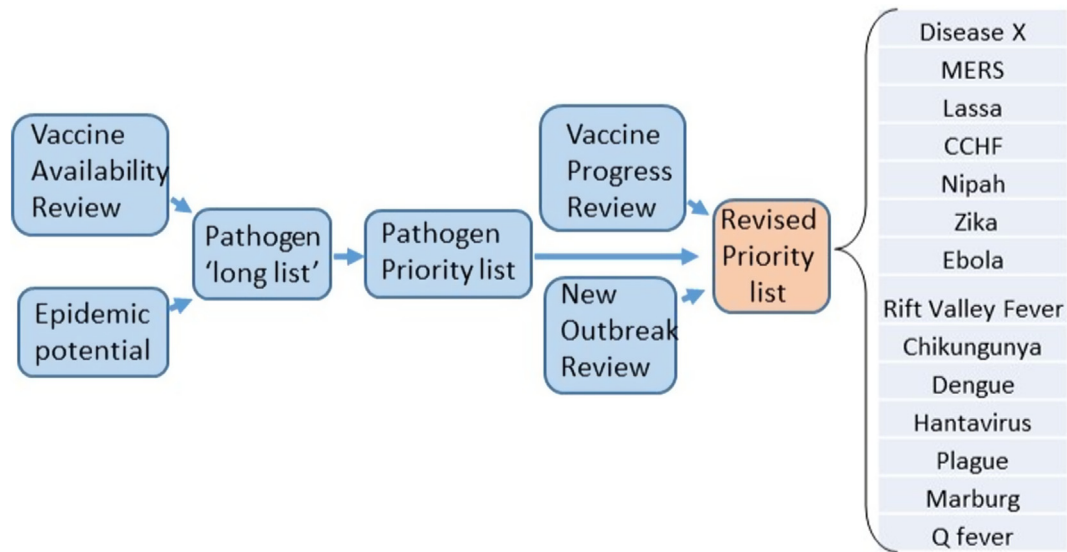 Vaccine
Availability
Review
Epidemic
potential
Pathogen
‘long list’
Pathogen
Priority list
Vaccine
Progress
Review
New
Outbreak
Review
Revised
Priority
list
Disease X
MERS
Lassa
CCHF
Nipah
Zika
Ebola
Rift Valley Fever
Chikungunya
Dengue
Hantavirus
Plague
Marburg
Q fever